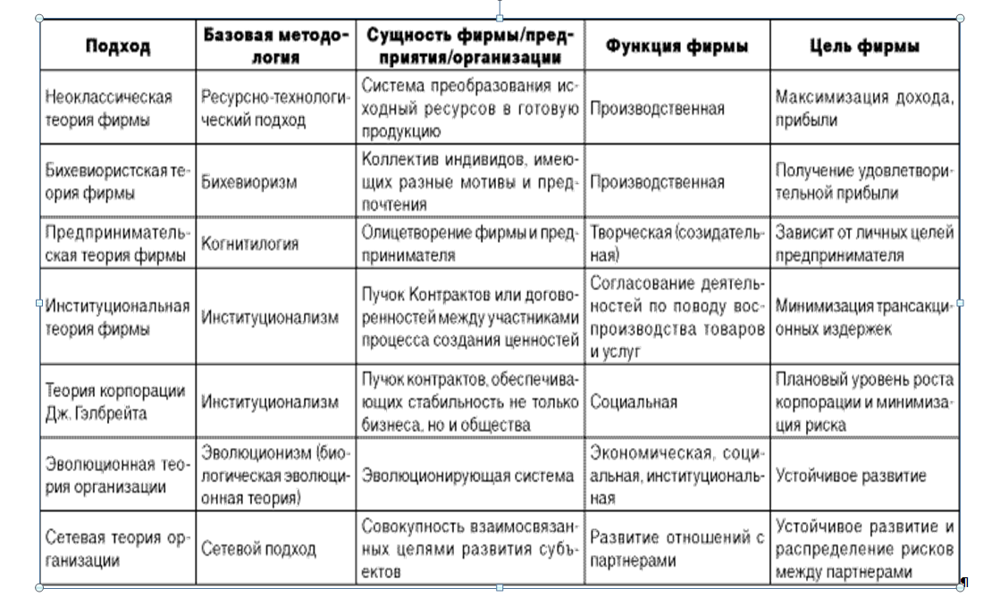 Подход
Базовая методо-
логия
Сущность фирмы/пред-
приятия/организации
Функция фирмы
Цель фирмы
Неоклассическая
теория фирмы
Ресурсно-технологи-
ческий подход
Система преобразования ис-
ходный ресурсов в готовую
продукцию
Производственная
Максимизация дохода,
прибыли
Бихевиористская те-
ория фирмы
Бихевиоризм
Коллектив индивидов, имею-
щих разные мотивы и пред-
почтения
Производственная
Получение удовлетвори-
тельной прибыли
Предприниматель-
ская теория фирмы
Когнитилогия
Олицетворение фирмы и пред-
принимателя
Творческая (созидатель-
ная)
Зависит от личных целей
предпринимателя
Институциональная
теория фирмы
Институционализм
Пучок Контрактов или догово-
ренностей между участниками
процесса создания ценностей
Согласование деятель-
ностей по поводу вос-
производства товаров
и услуг
Минимизация трансакци-
онных издержек
Теория корпорации
Дж. Гэлбрейта
Институционализм
Пучок контрактов, обеспечива-
ющих стабильность не только
бизнеса, но и общества
Социальная
Плановый уровень роста
корпорации и минимиза-
ция риска
Эволюционная тео-
рия организации
Эволюционизм (био-
логическая эволюци-
онная теория)
Эволюционирующая система
Экономическая, соци-
альная, институциональ-
ная
Устойчивое развитие
Сетевая теория ор-
ганизации
Сетевой подход
Совокупность взаимосвязан-
ных целями развития субъ-
ектов
Развитие отношений с
партнерами
Устойчивое развитие и
распределение рисков
между партнерами
¶